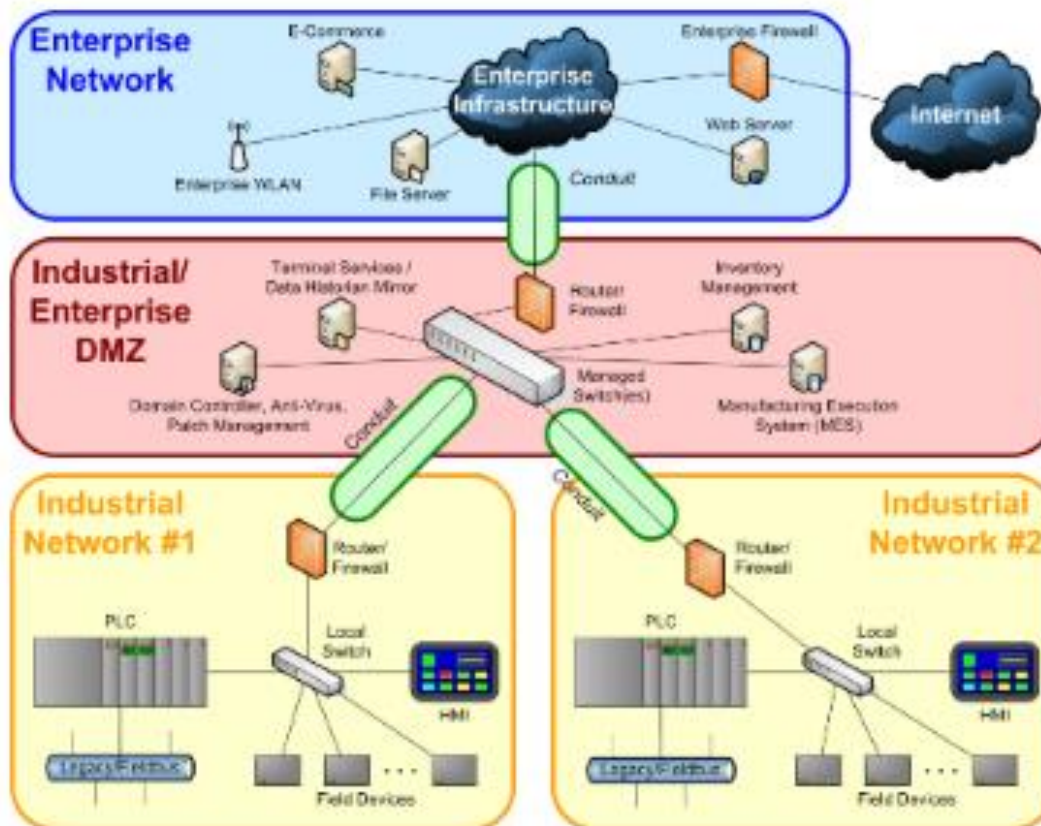 Enterprise
Network
E-Commerce
Enterprise Firewall
Enterprise
Infrastructure
Internet
Web Server
Enterprise WLAN
File Server
Conduit
Industrial/
Enterprise
DMZ
Terminal Services /
Data Historian Mirror
Router/
Firewall
Inventory
Management
Managed
Switch(es)
Domain Controller, Anti-Virus,
Patch Management
Manufacturing Execution
System (MES)
Conduit
Conduit
Industrial
Network #1
Router/
Firewall
PLC
Local
Switch
HMI
Legacy/Fieldbus
Field Devices
Industrial
Network #2
Router/
Firewall
PLC
Local
Switch
HMI
Legacy/Fieldbus
Field Devices